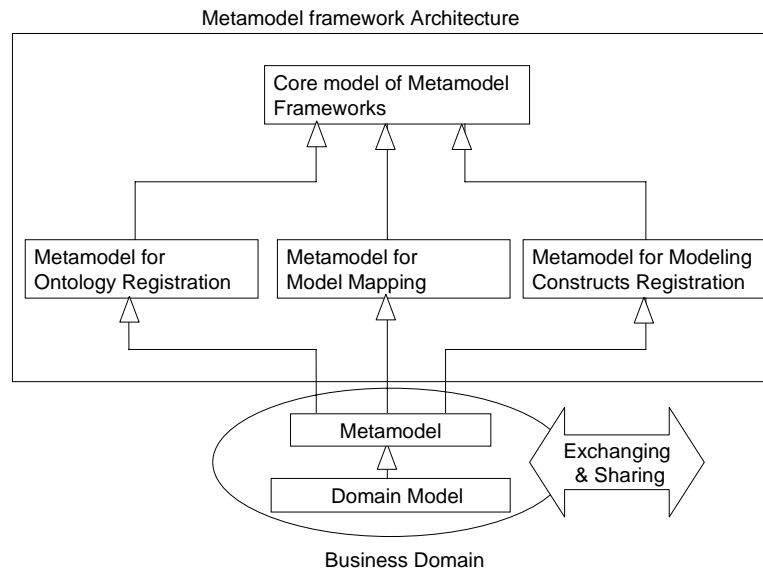 Metamodel framework Architecture
Core model of Metamodel
Frameworks
Metamodel for
Ontology Registration
Metamodel for
Model Mapping
Metamodel for Modeling
Constructs Registration
Metamodel
Domain Model
Exchanging
& Sharing
Business Domain